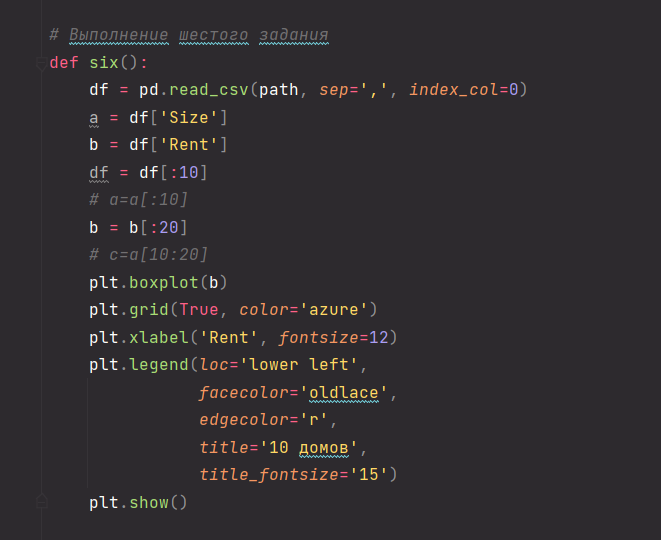 # Выполнение шестого задания
def six():
    df = pd.read_csv(path, sep=',', index_col=0)
    a = df['Size']
    b = df['Rent']
    df = df[:10]
    # a=a[:10]
    b = b[:20]
    # c=a[10:20]
    plt.boxplot(b)
    plt.grid(True, color='azure')
    plt.xlabel('Rent', fontsize=12)
    plt.legend(loc='lower left',
               facecolor='oldlace',
               edgecolor='r',
               title='10 домов',
               title_fontsize='15')
    plt.show()